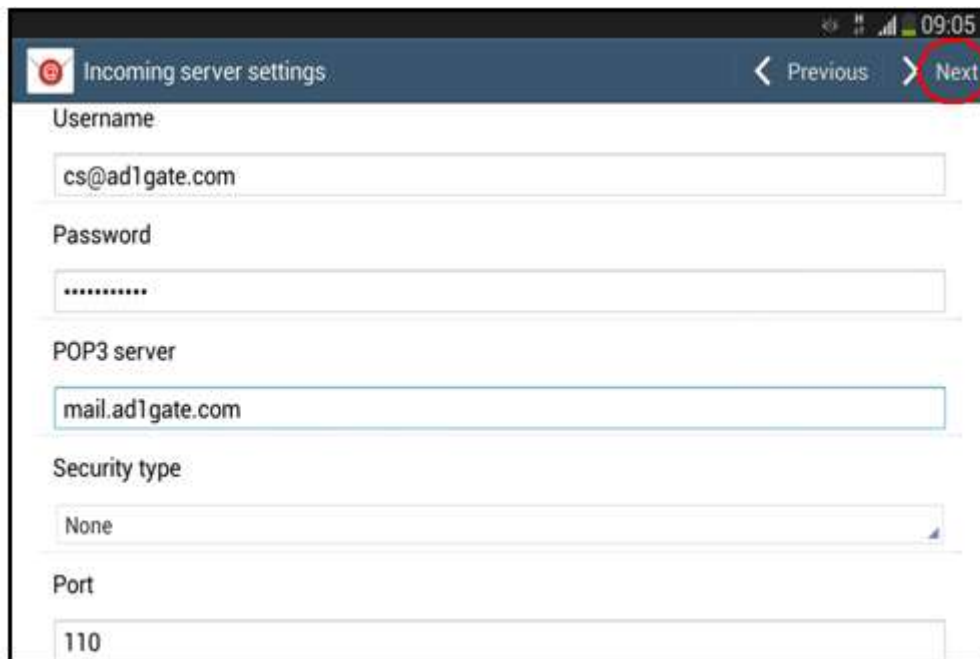 09:05
@ Incoming server settings Previous Next
Username
cs@ad1gate.com
Password
•••••••••••
POP3 server
mail.ad1gate.com
Security type
None
Port
110